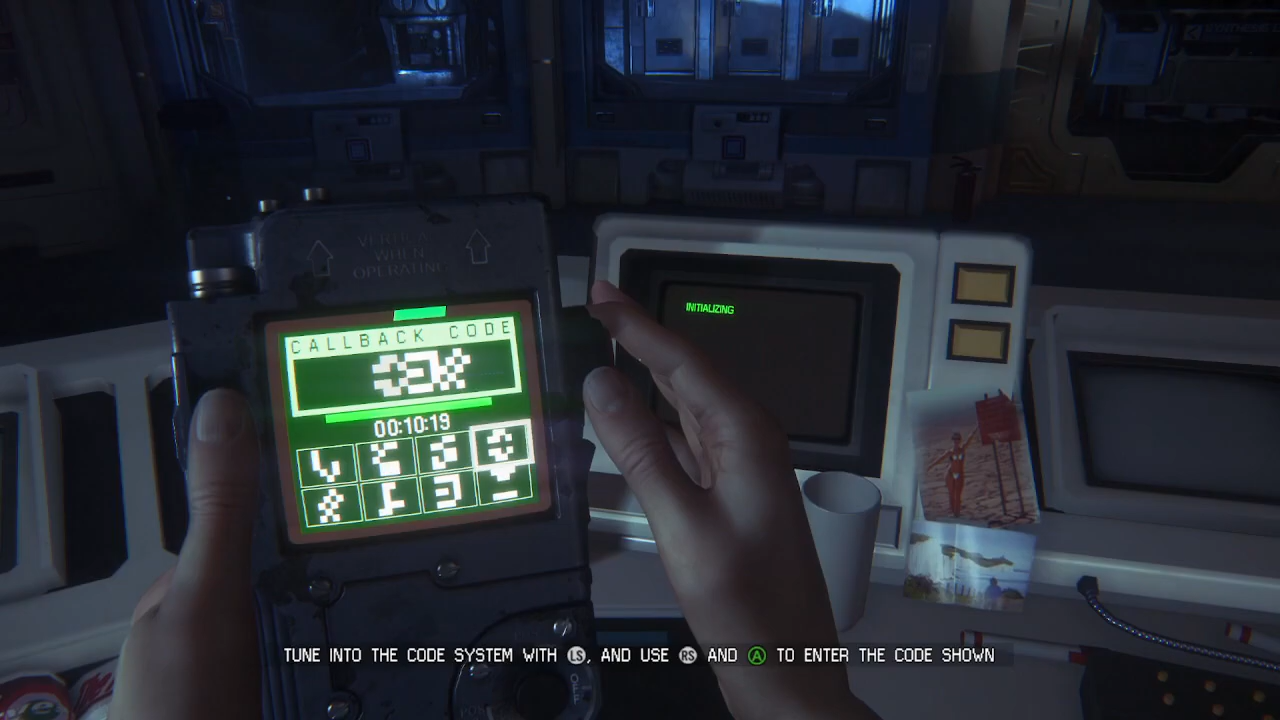 VERTICAL
WHEN
OPERATING
CALLBACK CODE
00:10:19
INITIALIZING
OFF
TUNE INTO THE CODE SYSTEM WITH LS, AND USE RS AND A TO ENTER THE CODE SHOWN